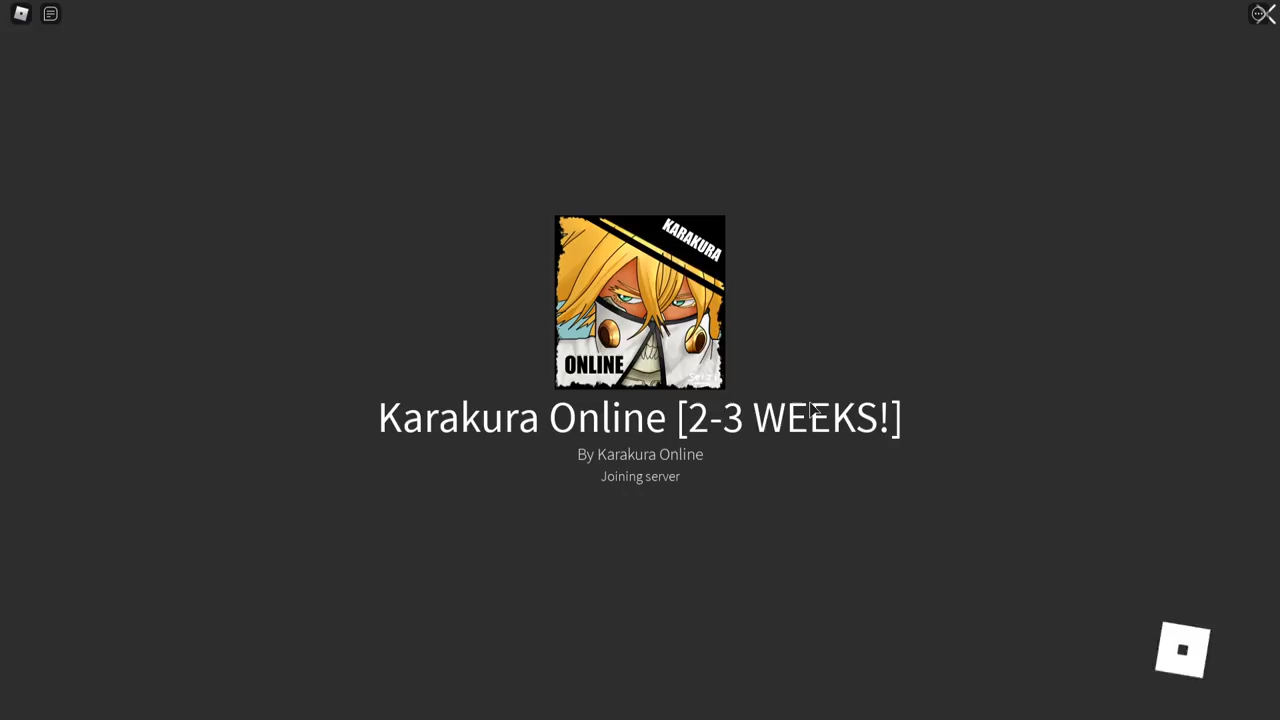 KARAKURA
ONLINE
Karakura Online [2-3 WEEKS!]
By Karakura Online
Joining server